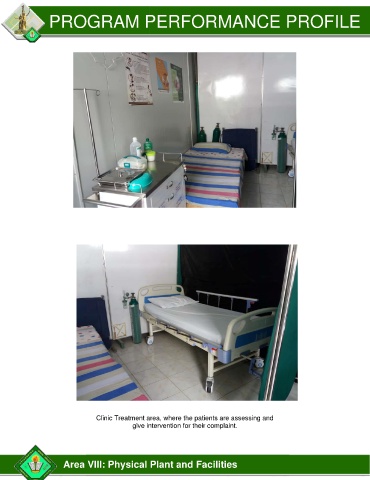 PROGRAM PERFORMANCE PROFILE
Clinic Treatment area, where the patients are assessing and
give intervention for their complaint.
Area VIII: Physical Plant and Facilities